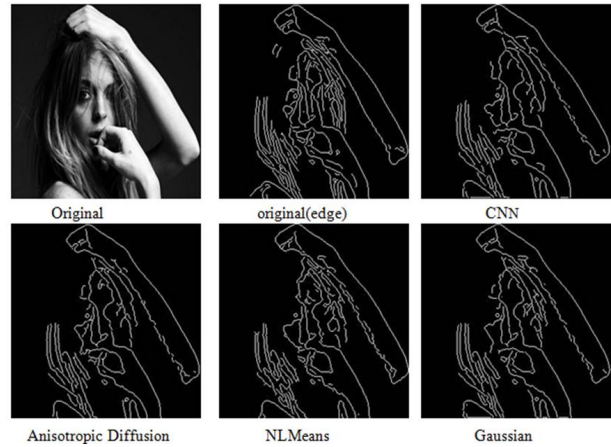 Original
original(edge)
CNN
Anisotropic Diffusion
NLMeans
Gaussian